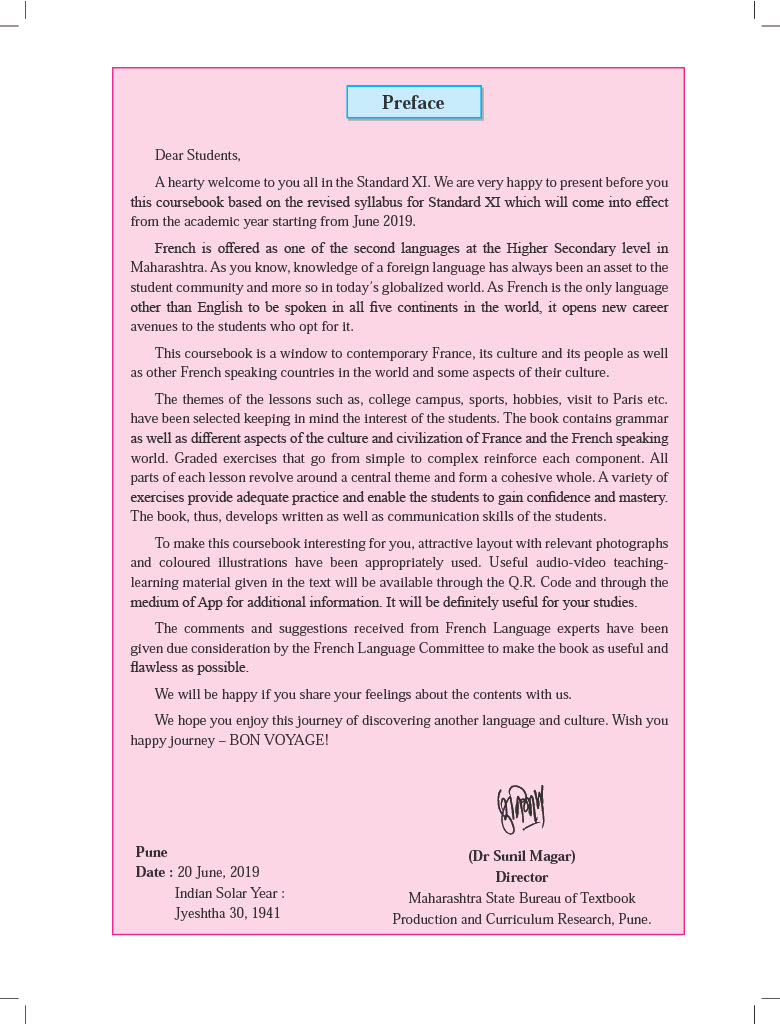 Preface
Dear Students,
A hearty welcome to you all in the Standard XI. We are very happy to present before you
this coursebook based on the revised syllabus for Standard XI which will come into effect
from the academic year starting from June 2019.
French is offered as one of the second languages at the Higher Secondary level in
Maharashtra. As you know, knowledge of a foreign language has always been an asset to the
student community and more so in today's globalized world. As French is the only language
other than English to be spoken in all five continents in the world, it opens new career
avenues to the students who opt for it.
This coursebook is a window to contemporary France, its culture and its people as well
as other French speaking countries in the world and some aspects of their culture.
The themes of the lessons such as, college campus, sports, hobbies, visit to Paris etc.
have been selected keeping in mind the interest of the students. The book contains grammar
as well as different aspects of the culture and civilization of France and the French speaking
world. Graded exercises that go from simple to complex reinforce each component. All
parts of each lesson revolve around a central theme and form a cohesive whole. A variety of
exercises provide adequate practice and enable the students to gain confidence and mastery.
The book, thus, develops written as well as communication skills of the students.
To make this coursebook interesting for you, attractive layout with relevant photographs
and coloured illustrations have been appropriately used. Useful audio-video teaching-
learning material given in the text will be available through the Q.R. Code and through the
medium of App for additional information. It will be definitely useful for your studies.
The comments and suggestions received from French Language experts have been
given due consideration by the French Language Committee to make the book as useful and
flawless as possible.
We will be happy if you share your feelings about the contents with us.
We hope you enjoy this journey of discovering another language and culture. Wish you
happy journey – BON VOYAGE!
Pune
Date : 20 June, 2019
Indian Solar Year :
Jyeshtha 30, 1941
(Dr Sunil Magar)
Director
Maharashtra State Bureau of Textbook
Production and Curriculum Research, Pune.